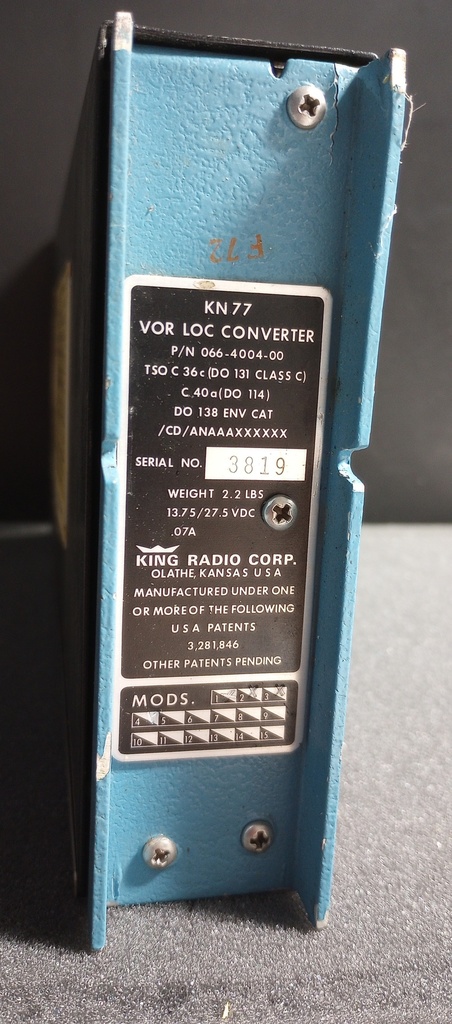 F72
KN 77
VOR LOC CONVERTER
P/N 066-4004-00
TSO C 36c (DO 131 CLASS C)
C 40a (DO 114)
DO 138 ENV CAT
/CD/ANAAAXXXXXX
SERIAL NO. 3819
WEIGHT 2.2 LBS
13.75/27.5 VDC
.07A
KING RADIO CORP.
OLATHE, KANSAS U S A
MANUFACTURED UNDER ONE
OR MORE OF THE FOLLOWING
U S A PATENTS
3,281,846
OTHER PATENTS PENDING
MODS. 1 2 3
4 5 6 7 8 9
10 11 12 13 14 15